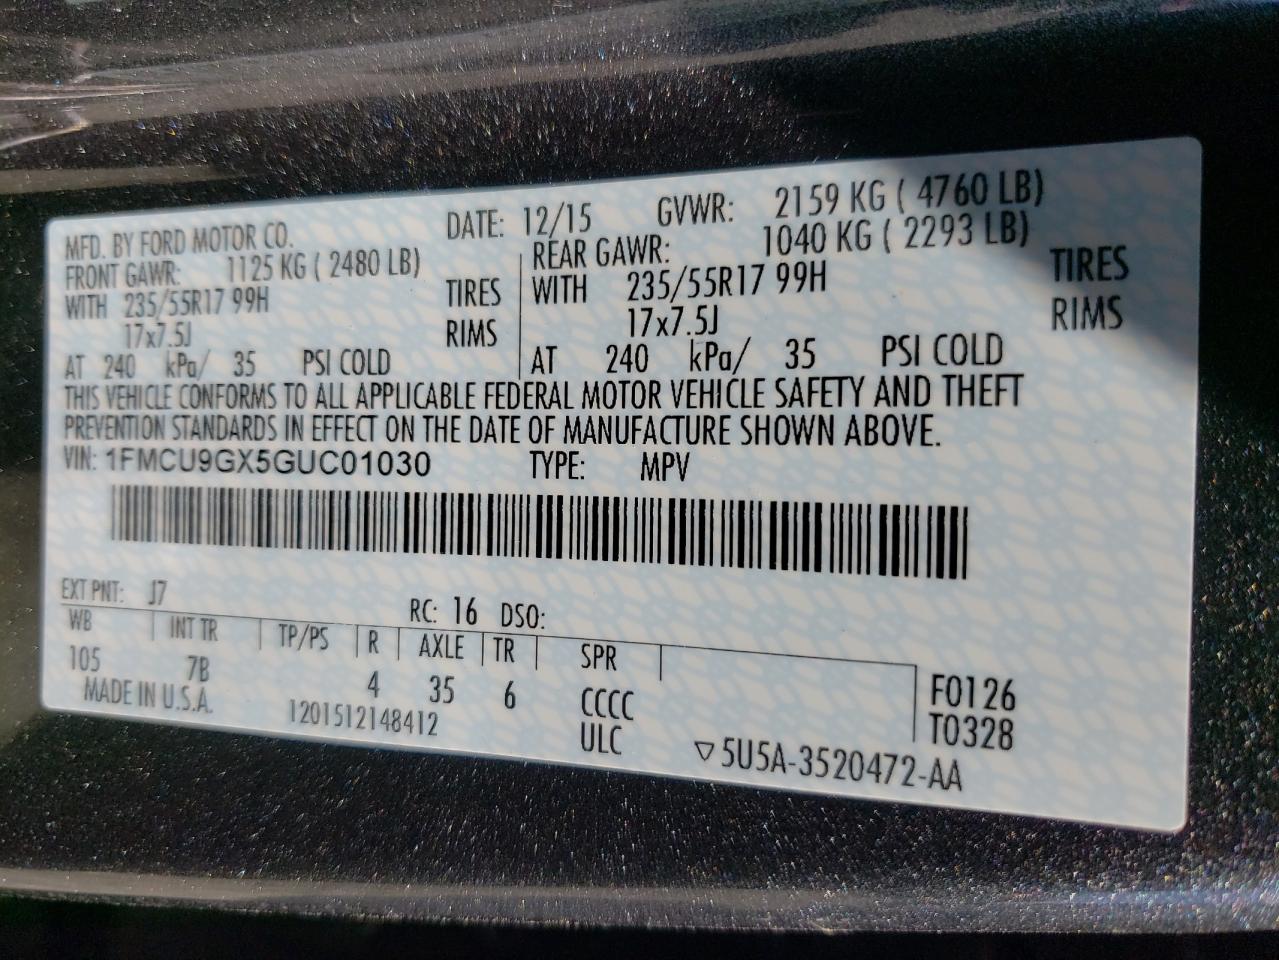 MFD. BY FORD MOTOR CO. DATE: 12/15 GVWR: 2159 KG ( 4760 LB)
FRONT GAWR: 1125 KG ( 2480 LB) REAR GAWR: 1040 KG ( 2293 LB)
WITH 235/55R17 99H TIRES WITH 235/55R17 99H TIRES
17x7.5J RIMS 17x7.5J RIMS
AT 240 kPa/ 35 PSI COLD AT 240 kPa/ 35 PSI COLD
THIS VEHICLE CONFORMS TO ALL APPLICABLE FEDERAL MOTOR VEHICLE SAFETY AND THEFT
PREVENTION STANDARDS IN EFFECT ON THE DATE OF MANUFACTURE SHOWN ABOVE.
VIN: 1FMCU9GX5GUC01030 TYPE: MPV
EXT PNT: J7 RC: 16 DSO:
WB INT TR TP/PS R AXLE TR SPR
105 7B 4 35 6 CCCC F0126
MADE IN U.S.A. 1201512148412 ULC T0328
▽5U5A-3520472-AA